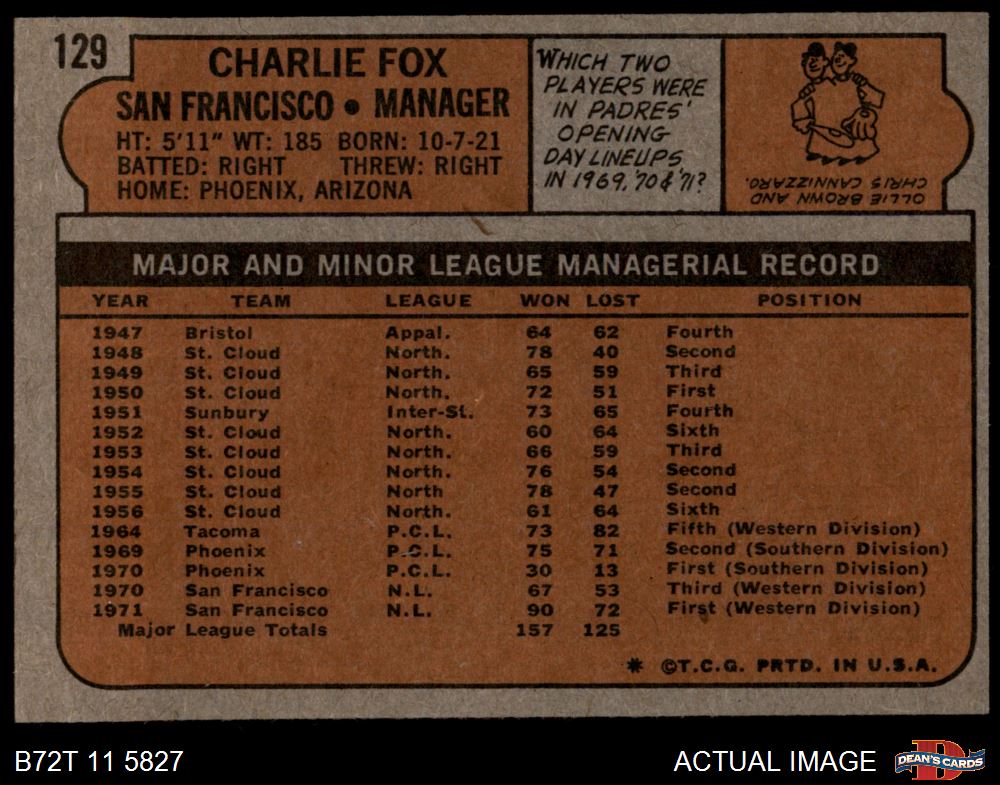 129
CHARLIE FOX
SAN FRANCISCO • MANAGER
HT: 5'11" WT: 185 BORN: 10-7-21
BATTED: RIGHT THREW: RIGHT
HOME: PHOENIX, ARIZONA
WHICH TWO
PLAYERS WERE
IN PADRES'
OPENING
DAY LINEUPS
IN 1969, '70 & '71?
OLLIE BROWN AND
CHRIS CANNIZZARO.
MAJOR AND MINOR LEAGUE MANAGERIAL RECORD
YEAR TEAM LEAGUE WON LOST POSITION
1947 Bristol Appal. 64 62 Fourth
1948 St. Cloud North. 78 40 Second
1949 St. Cloud North. 65 59 Third
1950 St. Cloud North. 72 51 First
1951 Sunbury Inter-St. 73 65 Fourth
1952 St. Cloud North. 60 64 Sixth
1953 St. Cloud North. 66 59 Third
1954 St. Cloud North. 76 54 Second
1955 St. Cloud North 78 47 Second
1956 St. Cloud North. 61 64 Sixth
1964 Tacoma P.C.L. 73 82 Fifth (Western Division)
1969 Phoenix P.C.L. 75 71 Second (Southern Division)
1970 Phoenix P.C.L. 30 13 First (Southern Division)
1970 San Francisco N.L. 67 53 Third (Western Division)
1971 San Francisco N.L. 90 72 First (Western Division)
Major League Totals 157 125
* ©T.C.G. PRTD. IN U.S.A.
B72T 11 5827
ACTUAL IMAGE
D
DEAN'S CARDS